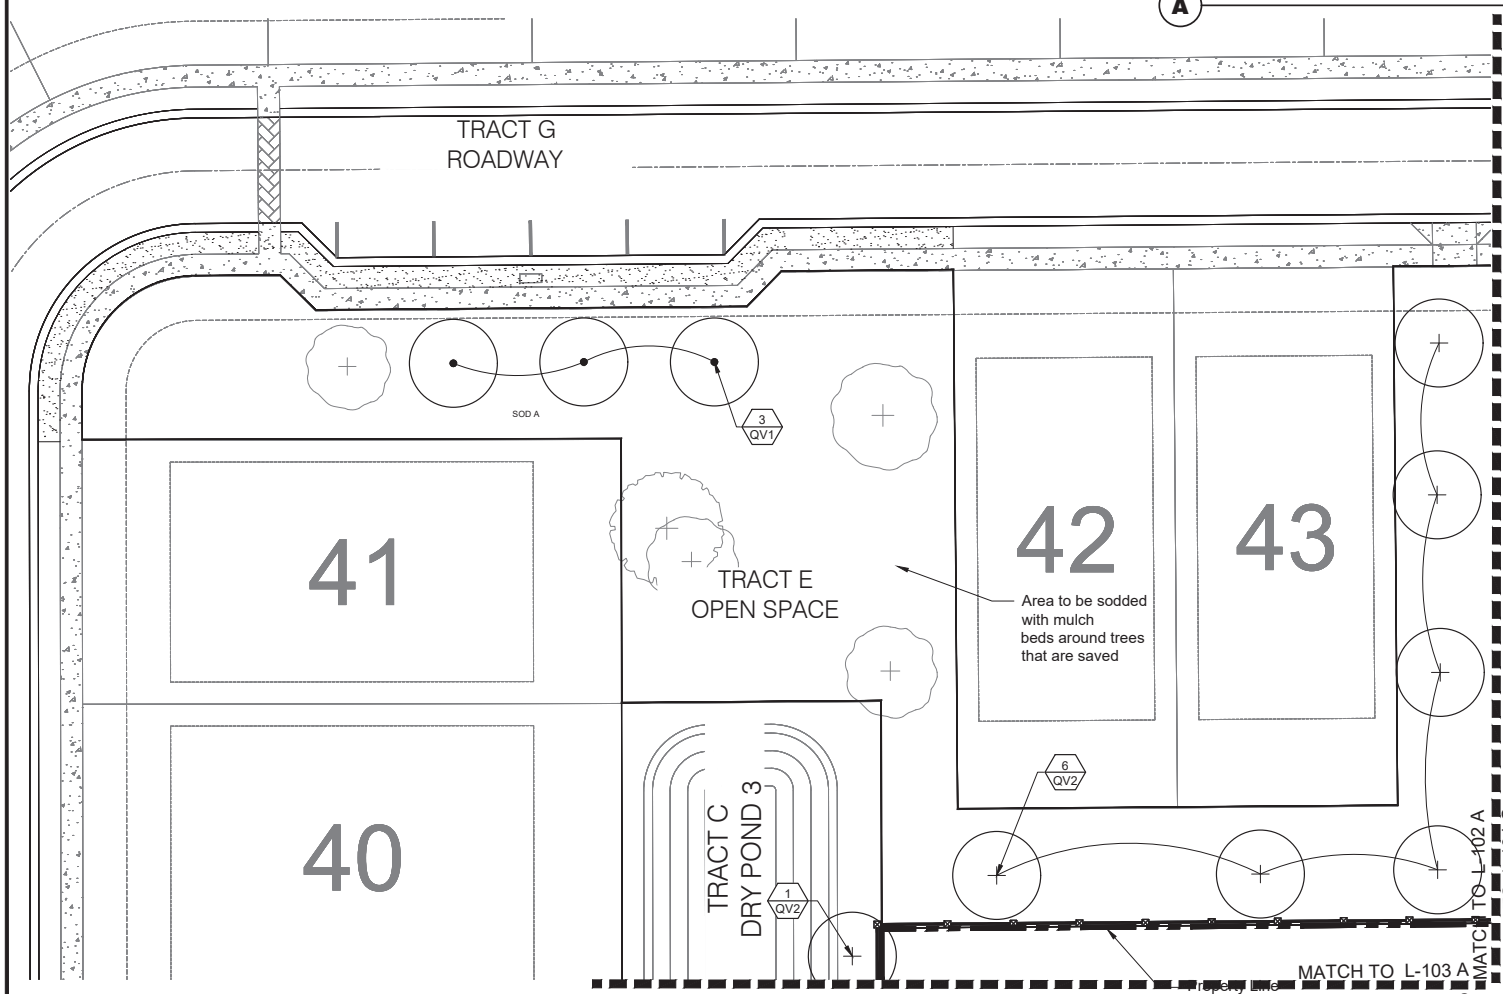 A
TRACT G
ROADWAY
SOD A
3
QV1
41
42
43
TRACT E
OPEN SPACE
Area to be sodded
with mulch
beds around trees
that are saved
6
QV2
40
TRACT C
DRY POND 3
1
QV2
MATCH TO L-102 A
MATCH TO L-103 A
Property Line